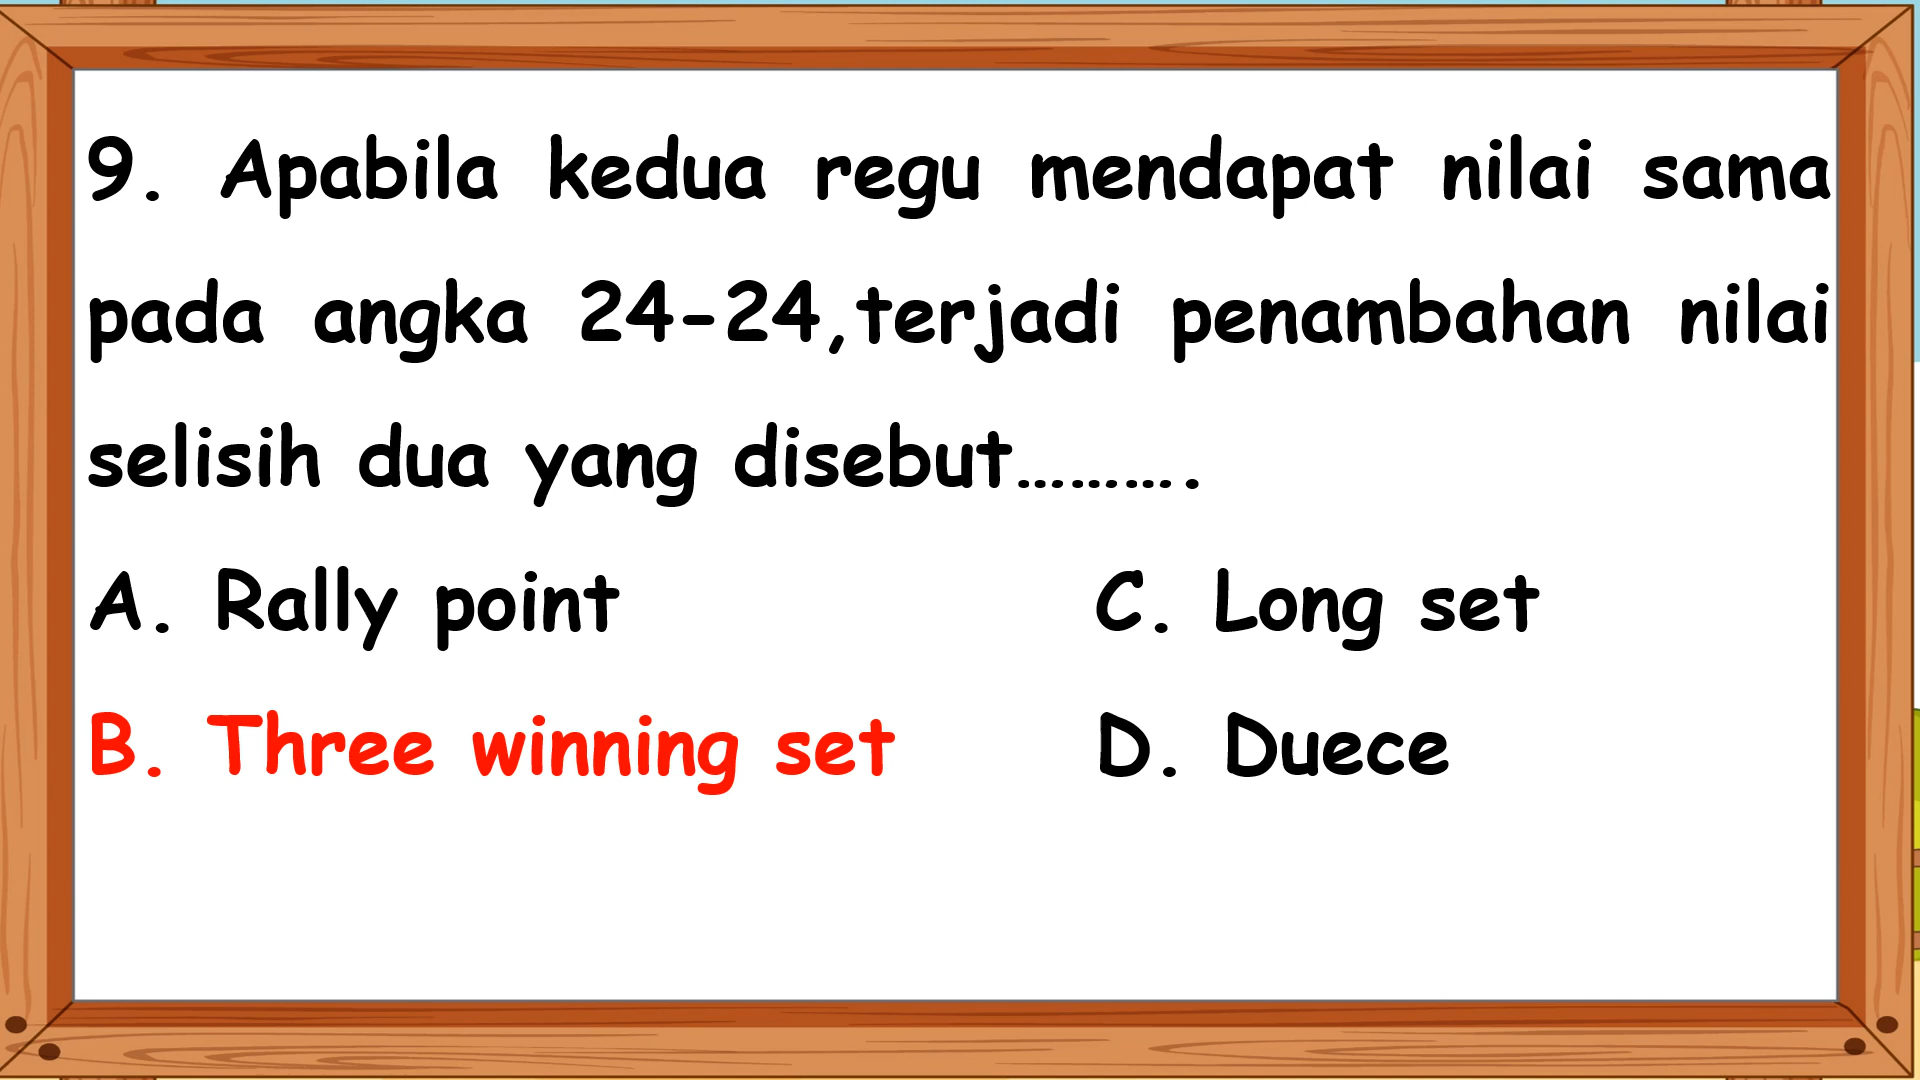 9. Apabila kedua regu mendapat nilai sama
pada angka 24-24,terjadi penambahan nilai
selisih dua yang disebut..........
A. Rally point
C. Long set
B. Three winning set
D. Duece